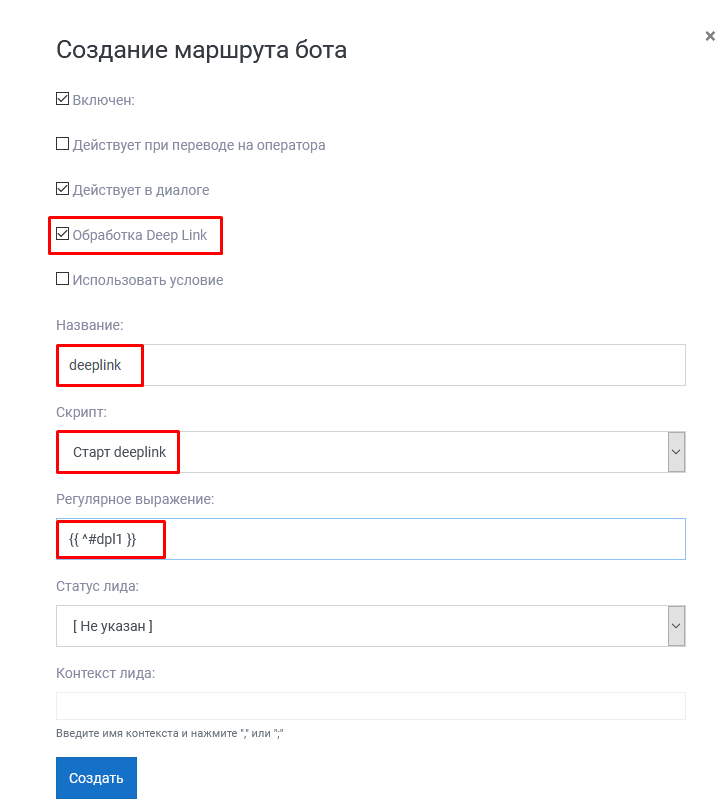 ×
Создание маршрута бота
Включен:
Действует при переводе на оператора
Действует в диалоге
Обработка Deep Link
Использовать условие
Название:
deeplink
Скрипт:
Старт deeplink
Регулярное выражение:
{{ ^#dpl1 }}
Статус лида:
[ Не указан ]
Контекст лида:
Введите имя контекста и нажмите "," или ";"
Создать